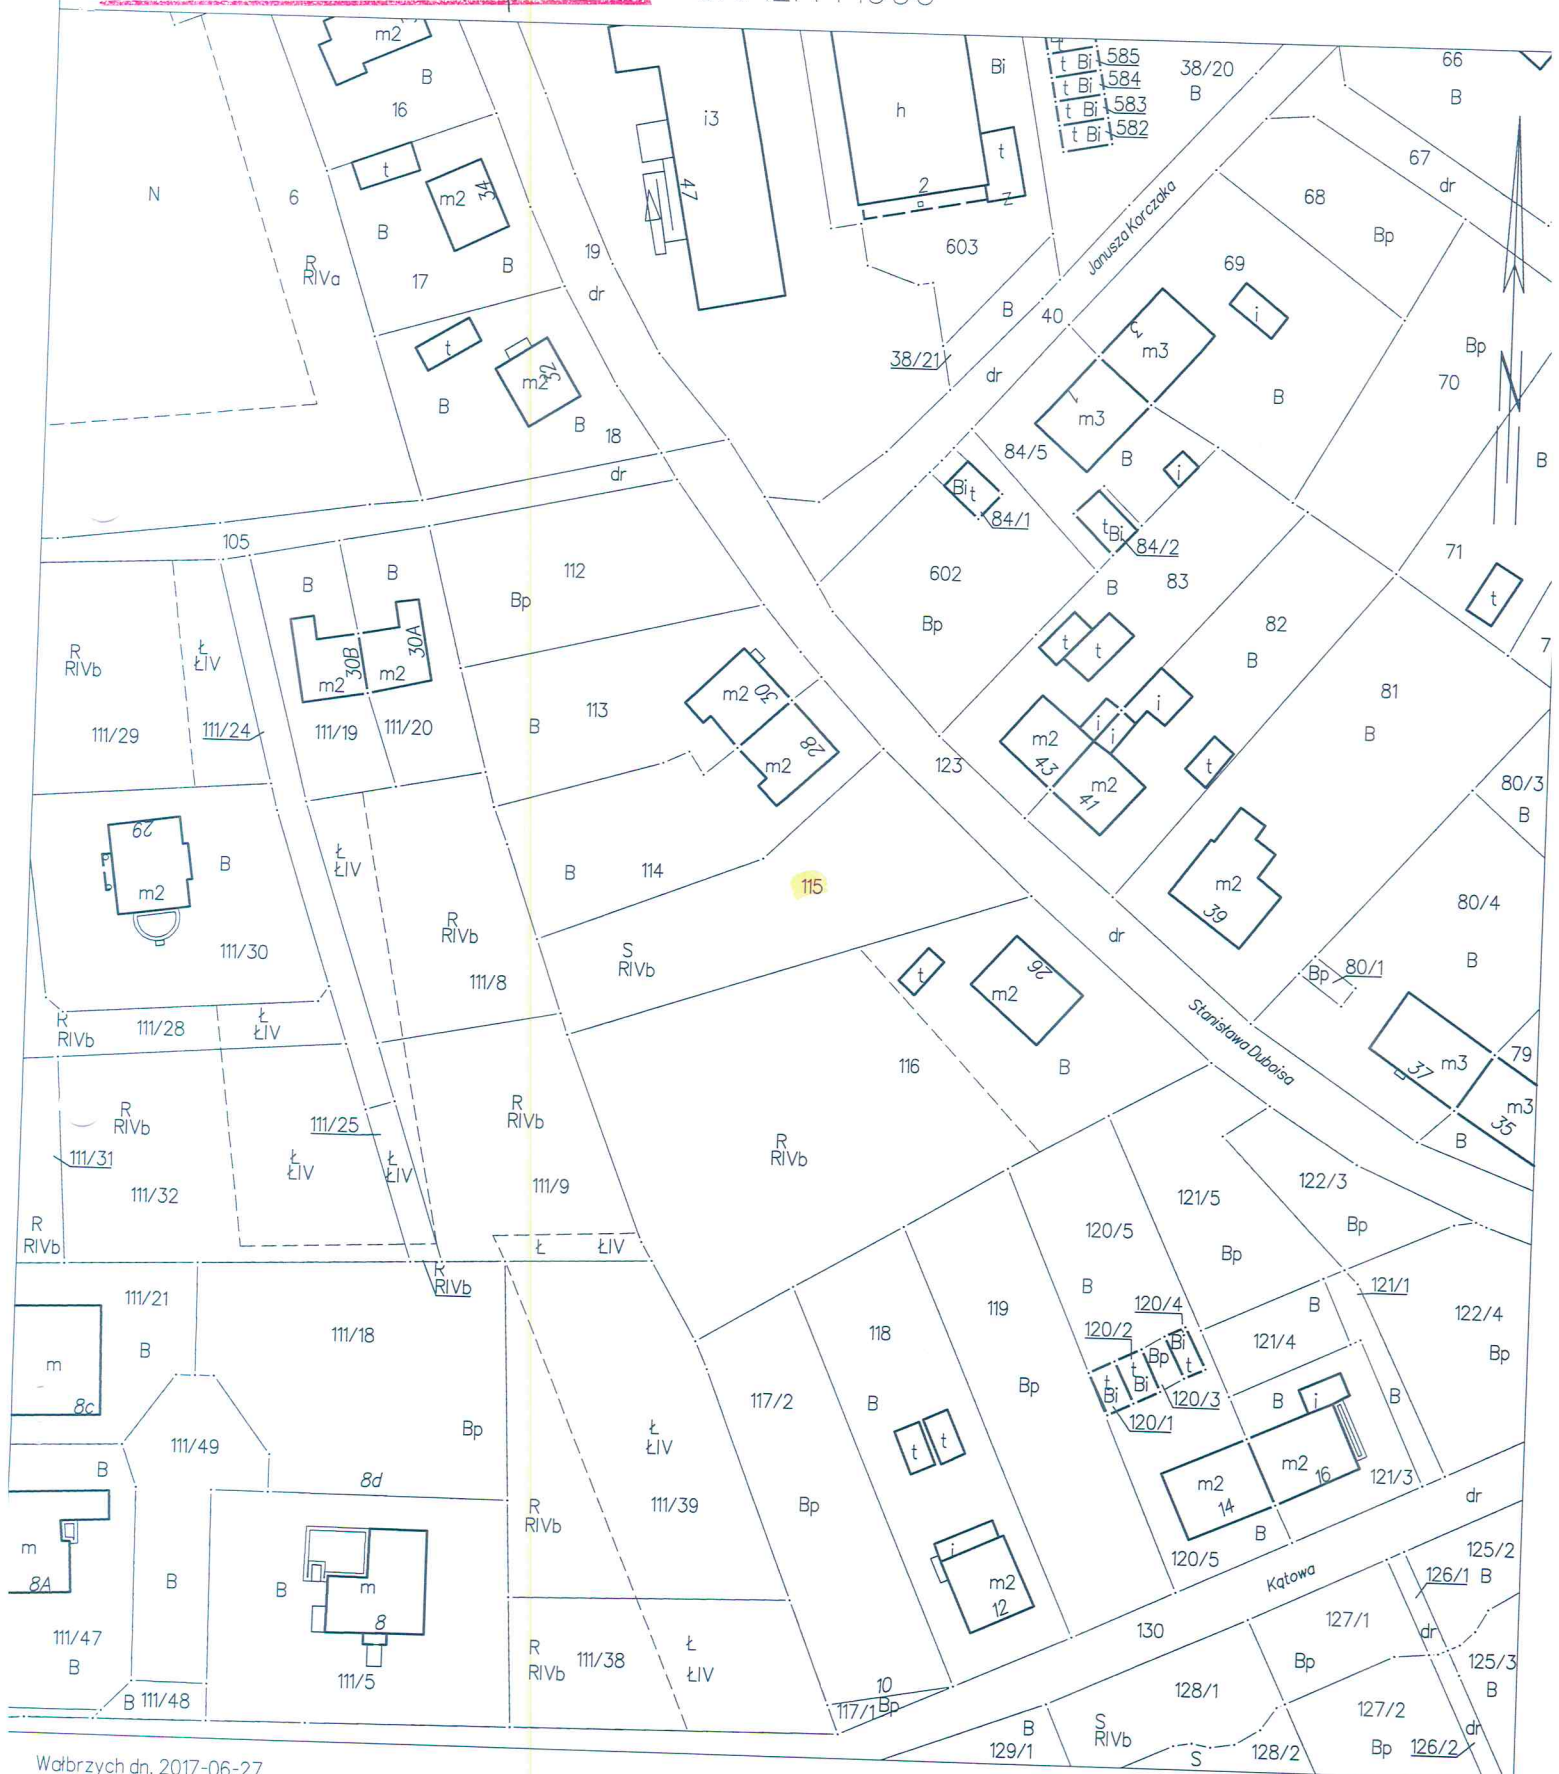 m2
B
16
N
6
t
m2
34
B
R
RIVa
17
B
19
dr
t
m2
32
B
B
18
i3
47
h
2
t
Z
Bi
t Bi 585
t Bi 584
t Bi 583
t Bi 582
38/20
B
66
B
67
dr
68
Bp
603
Janusza Korczaka
69
B
40
38/21
dr
3
m3
i
Bp
70
1
m3
84/5
B
i
B
B
dr
Bi t
84/1
t Bi
84/2
71
t
105
B
B
112
Bp
602
Bp
B
83
82
B
7
R
RIVb
Ł
ŁIV
30B
30A
m2
m2
t
t
111/29
111/24
111/19
111/20
113
B
m2
30
28
m2
123
m2
43
i
i
i
m2
41
t
81
B
80/3
B
29
m2
B
Ł
ŁIV
B
114
115
m2
39
80/4
B
R
RIVb
S
RIVb
111/30
111/8
t
26
m2
dr
Bp
80/1
R
RIVb
111/28
Ł
ŁIV
Stanisława Duboisa
116
B
37
m3
79
m3
35
B
R
RIVb
111/25
R
RIVb
R
RIVb
111/31
111/32
Ł
ŁIV
Ł
ŁIV
111/9
122/3
Bp
121/5
Bp
120/5
R
RIVb
Ł
ŁIV
R
RIVb
111/21
B
111/18
118
119
B
120/4
B
121/1
122/4
Bp
120/2
121/4
m
8c
t
Bi
t
Bi
Bp
Bi
t
120/3
120/1
B
i
B
117/2
B
Bp
Bp
Ł
ŁIV
111/49
B
8d
t
t
m2
14
m2
16
121/3
dr
111/39
Bp
R
RIVb
m
8A
B
B
m
8
i
m2
12
120/5
B
Kątowa
125/2
126/1
B
111/47
B
R
RIVb
111/38
Ł
ŁIV
130
127/1
dr
Bp
125/3
B
111/5
B
111/48
10
117/1
Bp
128/1
S
RIVb
127/2
dr
B
129/1
S
128/2
Bp
126/2
Wałbrzych dn. 2017-06-27